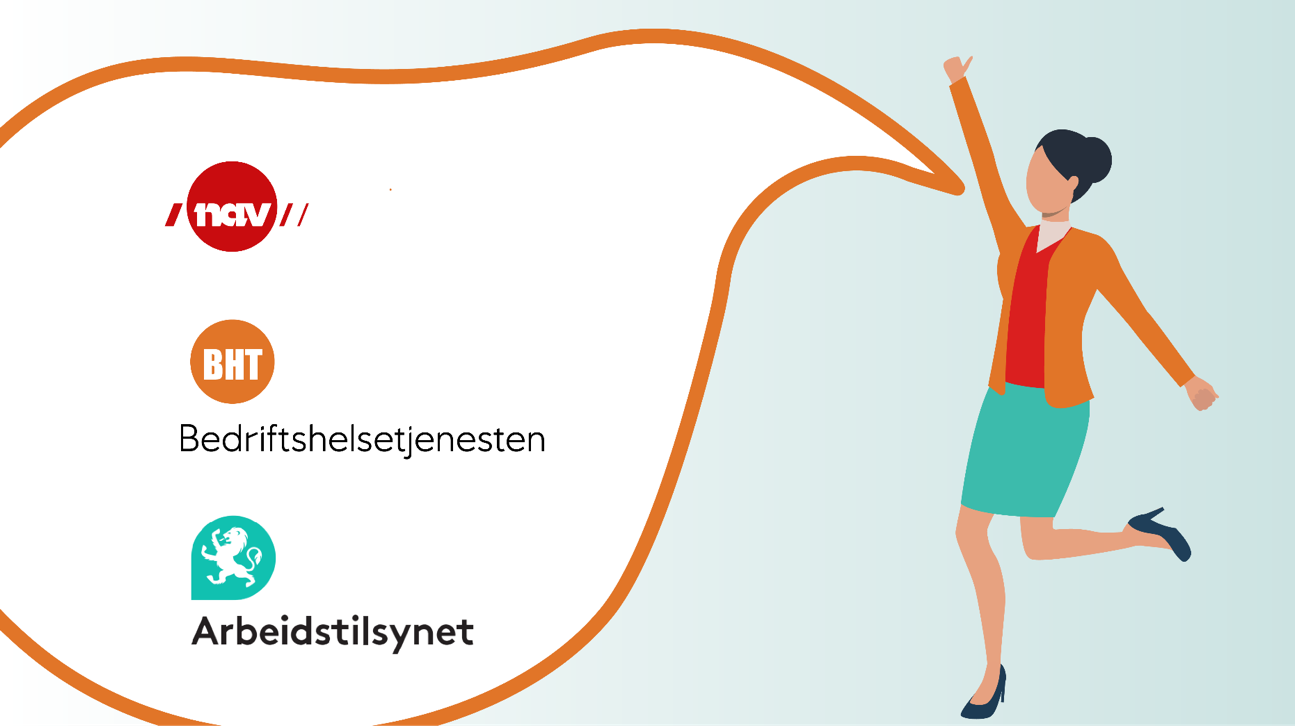 nav
BHT
Bedriftshelsetjenesten
Arbeidstilsynet